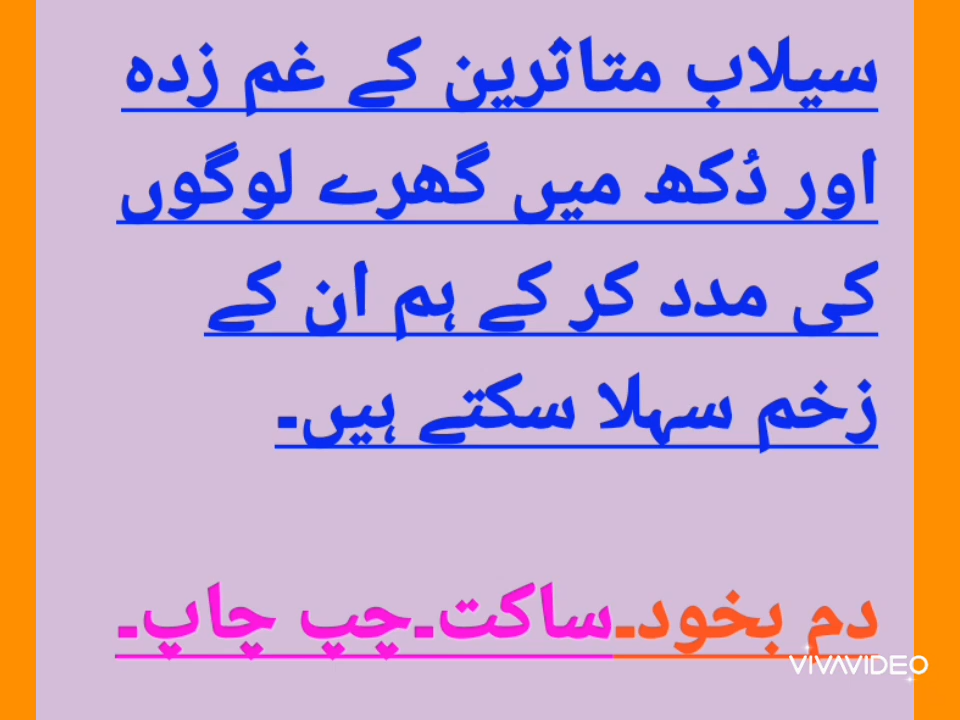 سیلاب متاثرین کے غم زدہ
اور دُکھ میں گھرے لوگوں
کی مدد کر کے ہم ان کے
زخم سہلا سکتے ہیں۔
دم بخود۔ساکت۔چپ چاپ۔
VIVAVIDEO